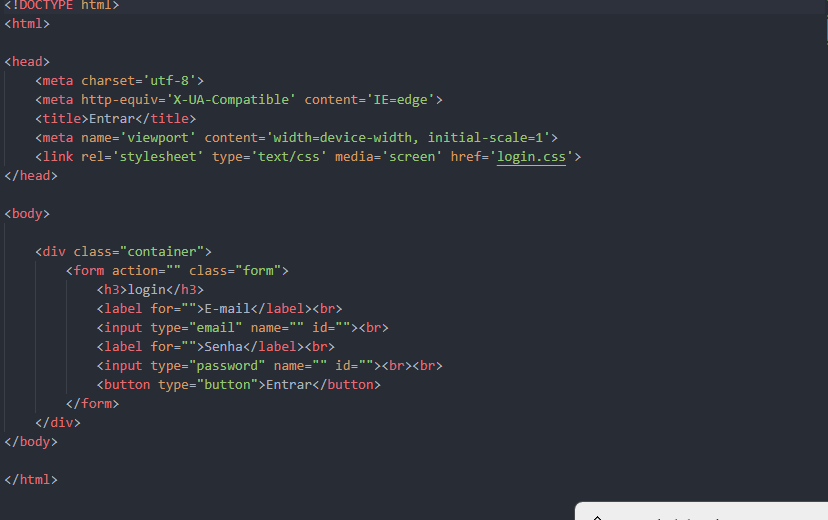 <!DOCTYPE html>
<html>
<head>
<meta charset='utf-8'>
<meta http-equiv='X-UA-Compatible' content='IE=edge'>
<title>Entrar</title>
<meta name='viewport' content='width=device-width, initial-scale=1'>
<link rel='stylesheet' type='text/css' media='screen' href='login.css'>
</head>
<body>
<div class="container">
<form action="" class="form">
<h3>login</h3>
<label for="">E-mail</label><br>
<input type="email" name="" id=""><br>
<label for="">Senha</label><br>
<input type="password" name="" id=""><br><br>
<button type="button">Entrar</button>
</form>
</div>
</body>
</html>